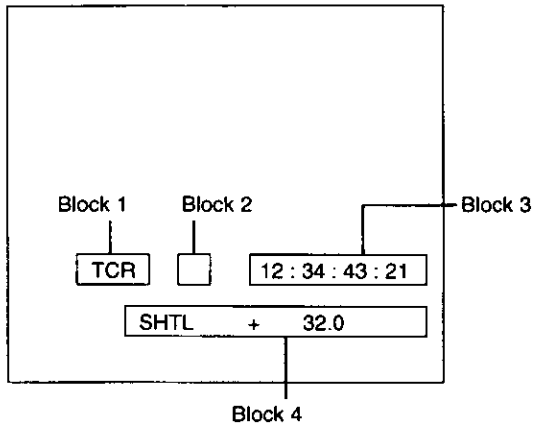 Block 1 Block 2 Block 3
TCR 12 : 34 : 43 : 21
SHTL + 32.0
Block 4